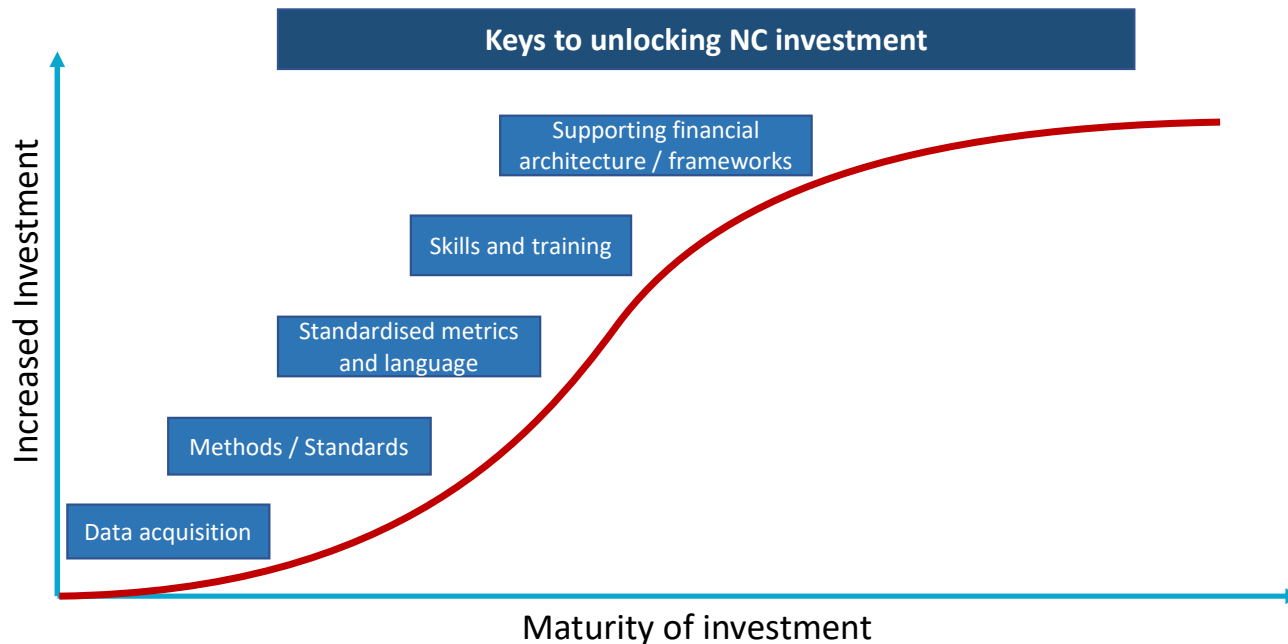 Keys to unlocking NC investment
Increased Investment
Supporting financial
architecture / frameworks
Skills and training
Standardised metrics
and language
Methods / Standards
Data acquisition
Maturity of investment